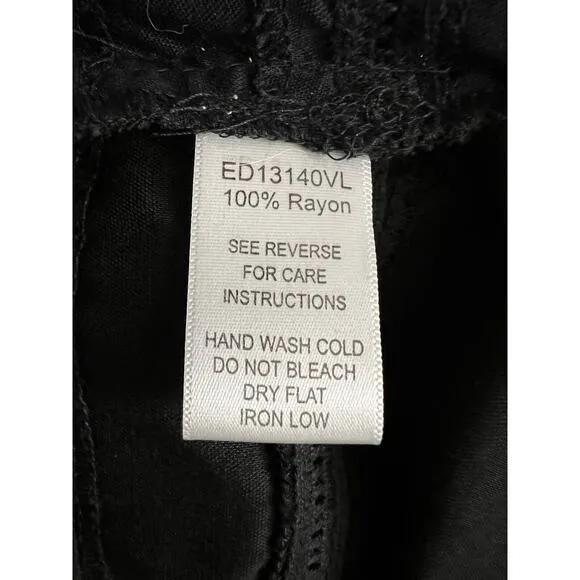 ED13140VL
100% Rayon
SEE REVERSE
FOR CARE
INSTRUCTIONS
HAND WASH COLD
DO NOT BLEACH
DRY FLAT
IRON LOW